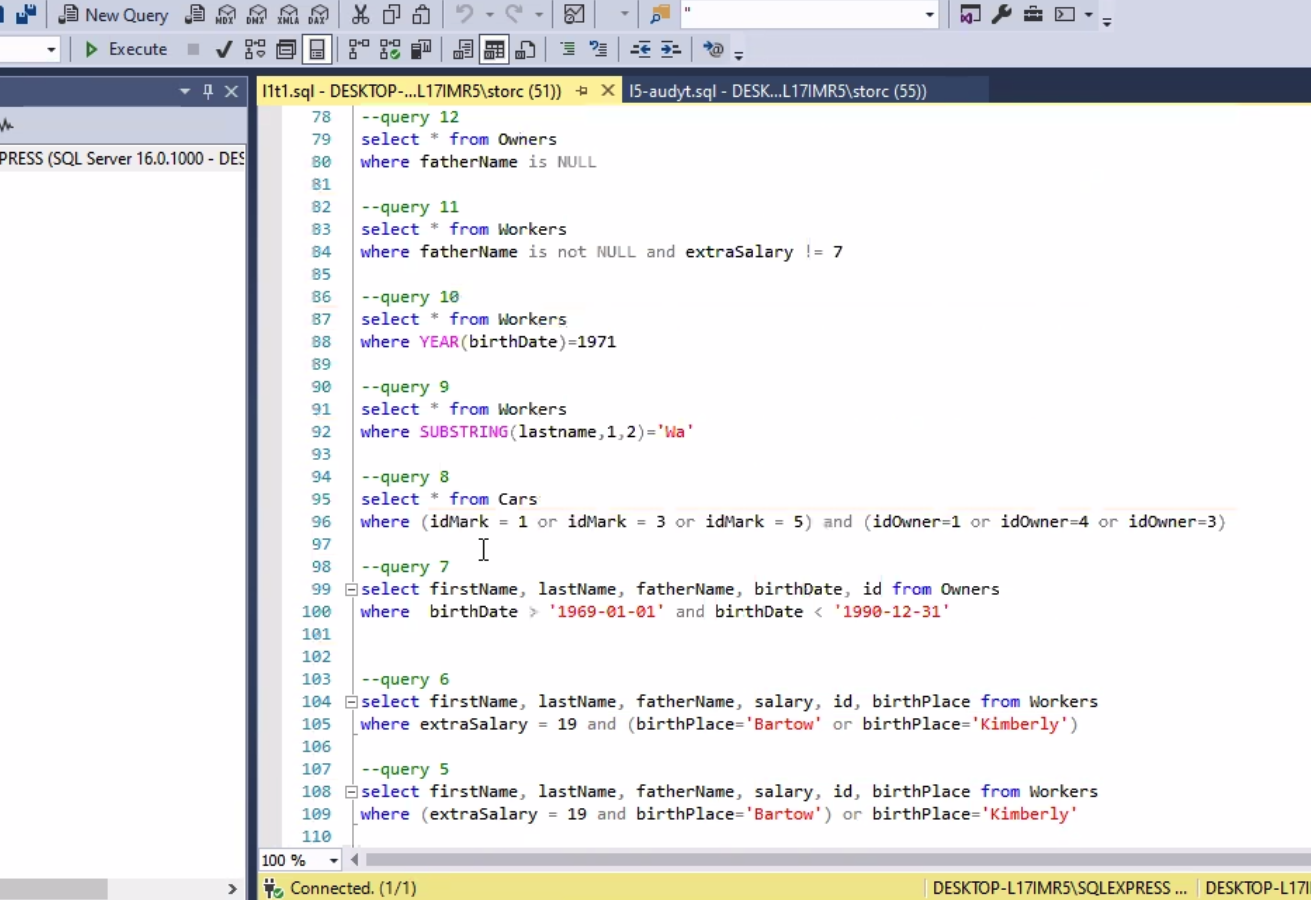 New Query MDX DMX XMLA DAX "
Execute
l1t1.sql - DESKTOP-...L17IMR5\storc (51)) l5-audyt.sql - DESK...L17IMR5\storc (55))
PRESS (SQL Server 16.0.1000 - DES
78 --query 12
79 select * from Owners
80 where fatherName is NULL
81
82 --query 11
83 select * from Workers
84 where fatherName is not NULL and extraSalary != 7
85
86 --query 10
87 select * from Workers
88 where YEAR(birthDate)=1971
89
90 --query 9
91 select * from Workers
92 where SUBSTRING(lastname,1,2)='Wa'
93
94 --query 8
95 select * from Cars
96 where (idMark = 1 or idMark = 3 or idMark = 5) and (idOwner=1 or idOwner=4 or idOwner=3)
97
98 --query 7
99 select firstName, lastName, fatherName, birthDate, id from Owners
100 where  birthDate > '1969-01-01' and birthDate < '1990-12-31'
101
102
103 --query 6
104 select firstName, lastName, fatherName, salary, id, birthPlace from Workers
105 where extraSalary = 19 and (birthPlace='Bartow' or birthPlace='Kimberly')
106
107 --query 5
108 select firstName, lastName, fatherName, salary, id, birthPlace from Workers
109 where (extraSalary = 19 and birthPlace='Bartow') or birthPlace='Kimberly'
110
100 %
Connected. (1/1) DESKTOP-L17IMR5\SQLEXPRESS ... DESKTOP-L17I